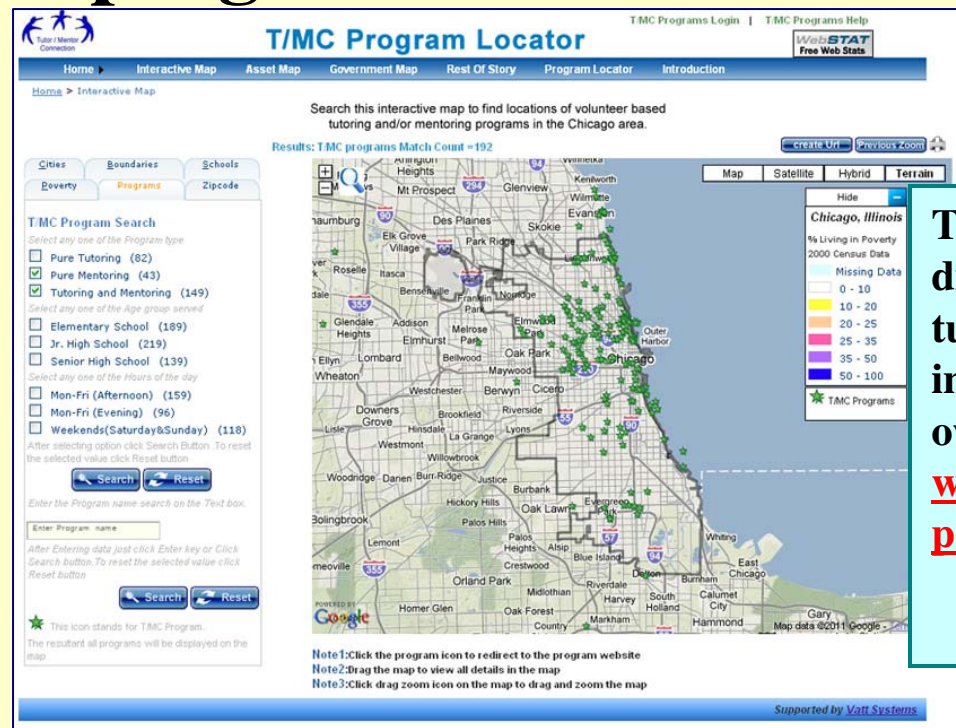 Tutor / Mentor
Connection
T/MC Programs Login | T/MC Programs Help
T/MC Program Locator
WebSTAT
Free Web Stats
Home Interactive Map Asset Map Government Map Rest Of Story Program Locator Introduction
Home > Interactive Map
Search this interactive map to find locations of volunteer based
tutoring and/or mentoring programs in the Chicago area.
Results: T/MC programs Match Count =192
create Url Previous Zoom
Cities Boundaries Schools
Poverty Programs Zipcode
T/MC Program Search
Select any one of the Program type
Pure Tutoring (82)
Pure Mentoring (43)
Tutoring and Mentoring (149)
Select any one of the Age group served
Elementary School (189)
Jr. High School (219)
Senior High School (139)
Select any one of the Hours of the day
Mon-Fri (Afternoon) (159)
Mon-Fri (Evening) (96)
Weekends(Saturday&Sunday) (118)
After selecting option click Search Button .To reset
the selected value click Reset button
Search Reset
Enter the Program name search on the Text box.
Enter Program name
After Entering data just click Enter key or Click
Search button.To reset the selected value click
Reset button
Search Reset
This icon stands for T/MC Program.
The resultant all programs will be displayed on the
map
Map Satellite Hybrid Terrain
Hide
Chicago, Illinois
% Living in Poverty
2000 Census Data
Missing Data
0 - 10
10 - 20
20 - 25
25 - 35
35 - 50
50 - 100
T/MC Programs
Arlington
Heights
Winnetka
Kenilworth
Mt Prospect
294
Glenview
Wilmette
94
Evanston
90
Des Plaines
Skokie
Elk Grove
Village
Park Ridge
Lincolnwood
Roselle
Itasca
Bensenville
Franklin
Park
Norridge
355
Glendale
Heights
Addison
Elmhurst
Melrose
Park
Elmwood
Park
Outer
Harbor
Lombard
Bellwood
Oak
Park
Chicago
Wheaton
Maywood
Westchester
Berwyn
Cicero
Downers
Grove
Brookfield
Riverside
55
90
Lisle
Hinsdale
La Grange
Lyons
Westmont
Willowbrook
Woodridge
Darien
Burr Ridge
Justice
Burbank
Hickory Hills
Oak Lawn
Evergreen
Park
Bolingbrook
Palos Hills
57
Lemont
Palos
Heights
Alsip
Blue Island
94
Whiting
East
Chicago
355
Crestwood
Dolton
Burnham
Orland Park
Riverdale
Calumet
City
Midlothian
Harvey
South
Holland
Homer Glen
Oak Forest
Country
Markham
Hammond
Gary
POWERED BY
Google
Map data ©2011 Google -
Note1:Click the program icon to redirect to the program website
Note2:Drag the map to view all details in the map
Note3:Click drag zoom icon on the map to drag and zoom the map
Supported by Vatt Systems